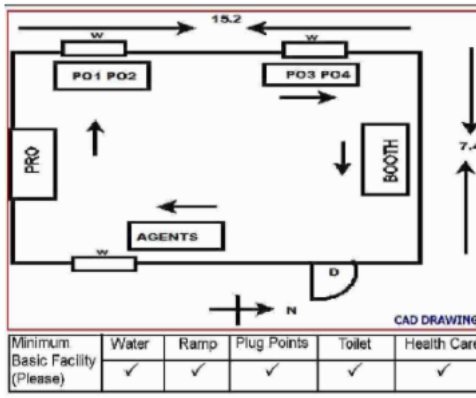 15.2
W W
PO1 PO2 PO3 PO4
PRO
BOOTH
AGENTS
W
D
N
CAD DRAWING
Minimum Basic Facility (Please) Water Ramp Plug Points Toilet Health Care
✓ ✓ ✓ ✓ ✓